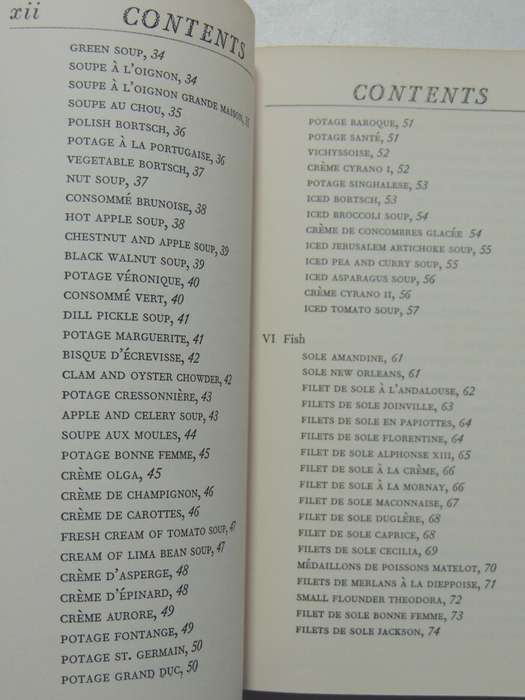 xii
CONTENTS
GREEN SOUP, 34
SOUPE À L'OIGNON, 34
SOUPE À L'OIGNON GRANDE MAISON,
SOUPE AU CHOU, 35
POLISH BORTSCH, 36
POTAGE À LA PORTUGAISE, 36
VEGETABLE BORTSCH, 37
NUT SOUP, 37
CONSOMMÉ BRUNOISE, 38
HOT APPLE SOUP, 38
CHESTNUT AND APPLE SOUP, 39
BLACK WALNUT SOUP, 39
POTAGE VÉRONIQUE, 40
CONSOMMÉ VERT, 40
DILL PICKLE SOUP, 41
POTAGE MARGUERITE, 41
BISQUE D'ÉCREVISSE, 42
CLAM AND OYSTER CHOWDER, 42
POTAGE CRESSONNIÈRE, 43
APPLE AND CELERY SOUP, 43
SOUPE AUX MOULES, 44
POTAGE BONNE FEMME, 45
CRÈME OLGA, 45
CRÈME DE CHAMPIGNON, 46
CRÈME DE CAROTTES, 46
FRESH CREAM OF TOMATO SOUP, 47
CREAM OF LIMA BEAN SOUP, 47
CRÈME D'ASPERGE, 48
CRÈME D'ÉPINARD, 48
CRÈME AURORE, 49
POTAGE FONTANGE, 49
POTAGE ST. GERMAIN, 50
POTAGE GRAND DUC, 50
CONTENTS
POTAGE BAROQUE, 51
POTAGE SANTÉ, 51
VICHYSSOISE, 52
CRÈME CYRANO I, 52
POTAGE SINGHALESE, 53
ICED BORTSCH, 53
ICED BROCCOLI SOUP, 54
CRÈME DE CONCOMBRES GLACÉE 54
ICED JERUSALEM ARTICHOKE SOUP, 55
ICED PEA AND CURRY SOUP, 55
ICED ASPARAGUS SOUP, 56
CRÈME CYRANO II, 56
ICED TOMATO SOUP, 57
VI Fish
SOLE AMANDINE, 61
SOLE NEW ORLEANS, 61
FILET DE SOLE À L'ANDALOUSE, 62
FILETS DE SOLE JOINVILLE, 63
FILETS DE SOLE EN PAPIOTTES, 64
FILETS DE SOLE FLORENTINE, 64
FILETS DE SOLE ALPHONSE XIII, 65
FILET DE SOLE À LA CRÈME, 66
FILET DE SOLE À LA MORNAY, 66
FILET DE SOLE MACONNAISE, 67
FILET DE SOLE DUGLÈRE, 68
FILET DE SOLE CAPRICE, 68
FILETS DE SOLE CECILIA, 69
MÉDAILLONS DE POISSONS MATELOT, 70
FILETS DE MERLANS À LA DIEPPOISE, 71
SMALL FLOUNDER THEODORA, 72
FILET DE SOLE BONNE FEMME, 73
FILETS DE SOLE JACKSON, 74